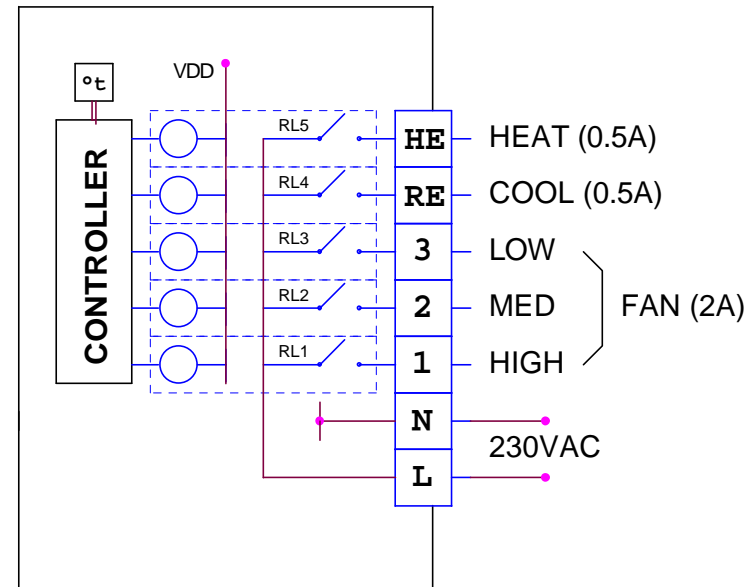 VDD
°t
CONTROLLER
RL5 HE HEAT (0.5A)
RL4 RE COOL (0.5A)
RL3 3 LOW
RL2 2 MED FAN (2A)
RL1 1 HIGH
N
230VAC
L